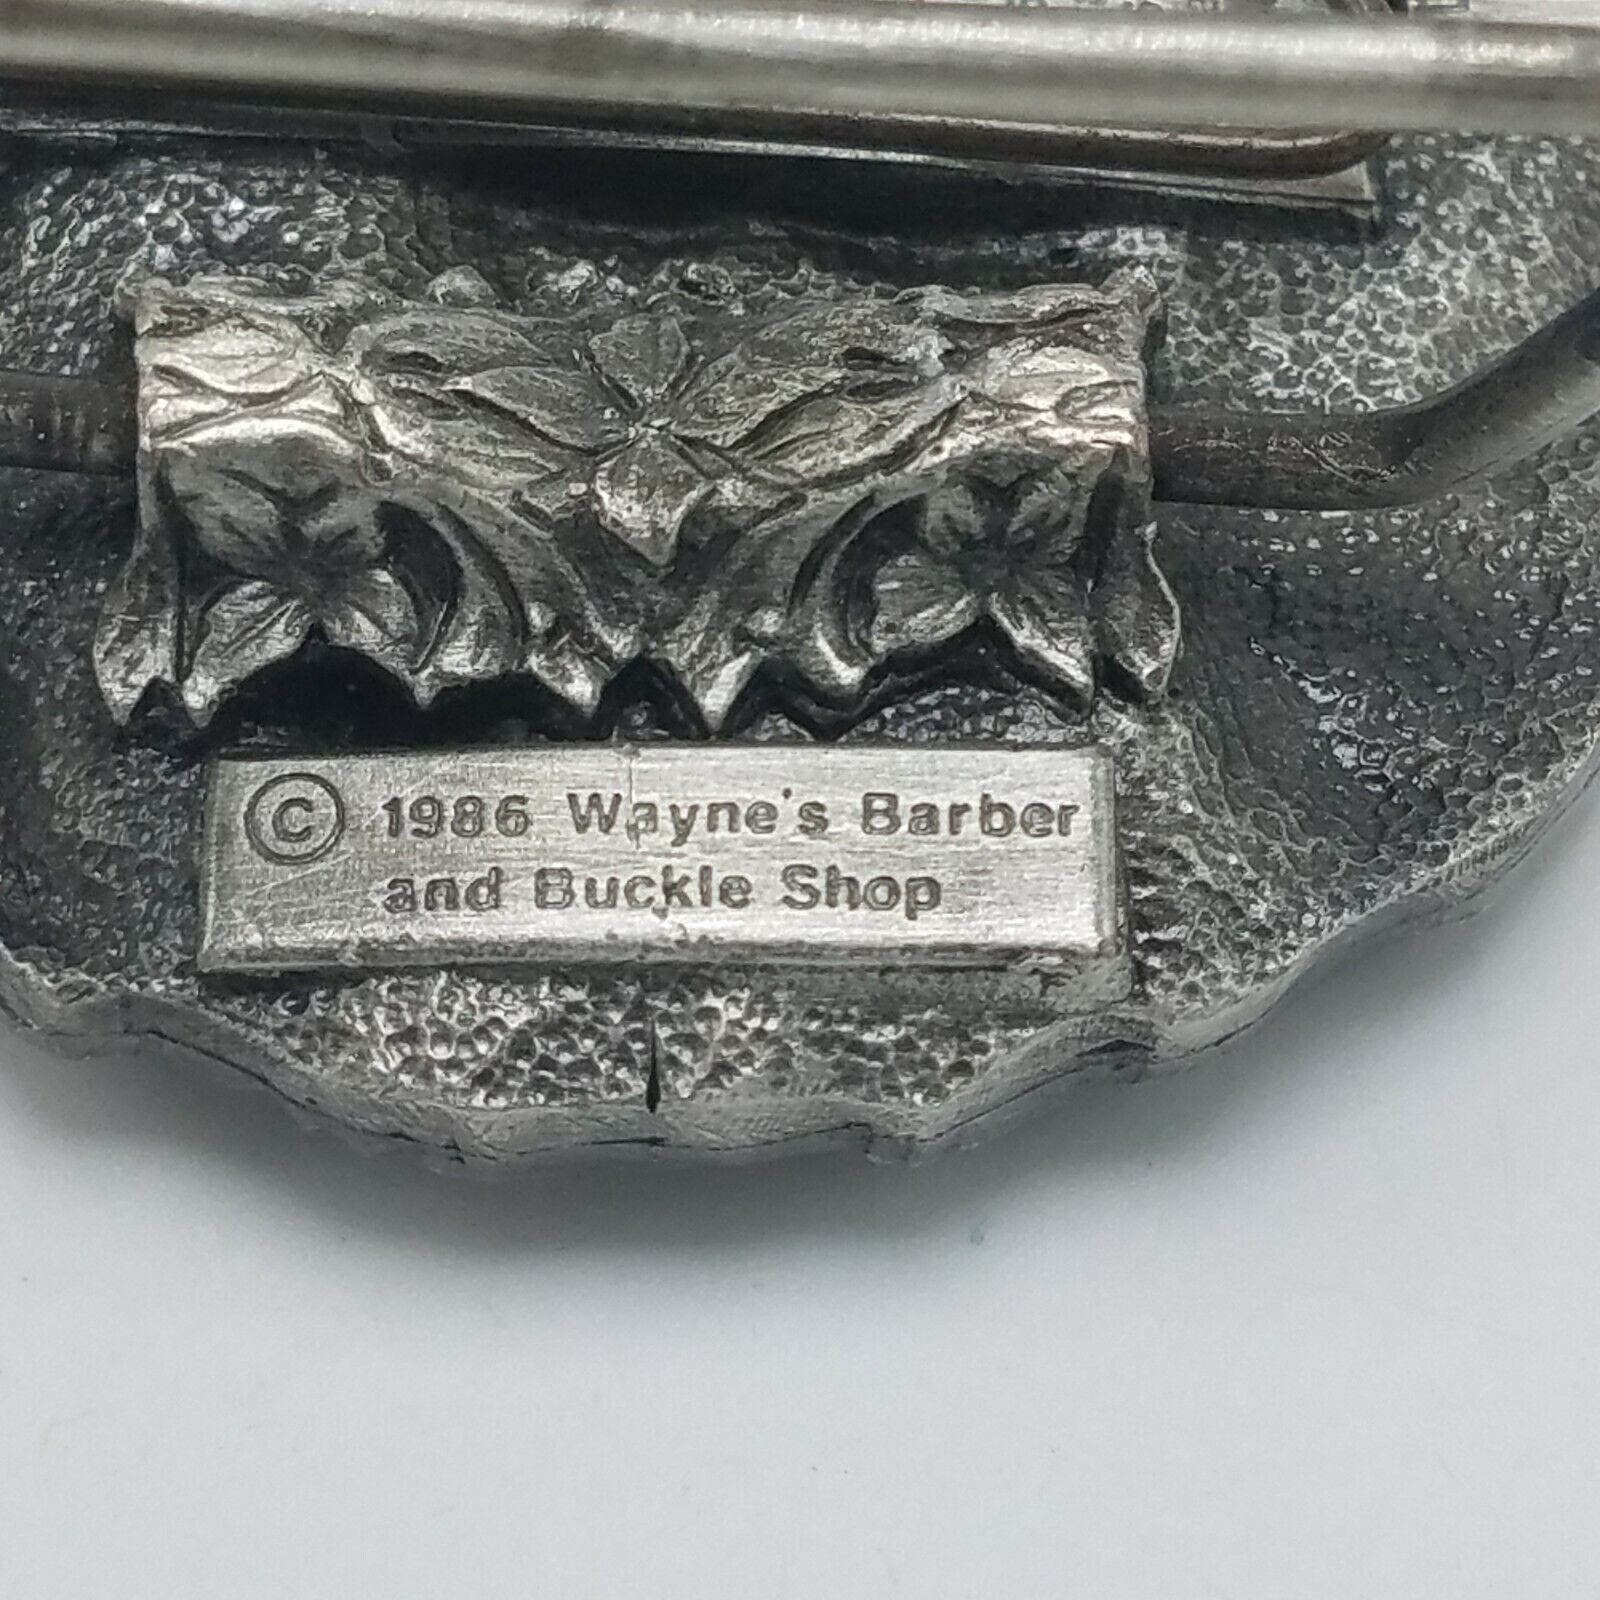 © 1986 Wayne's Barber
and Buckle Shop